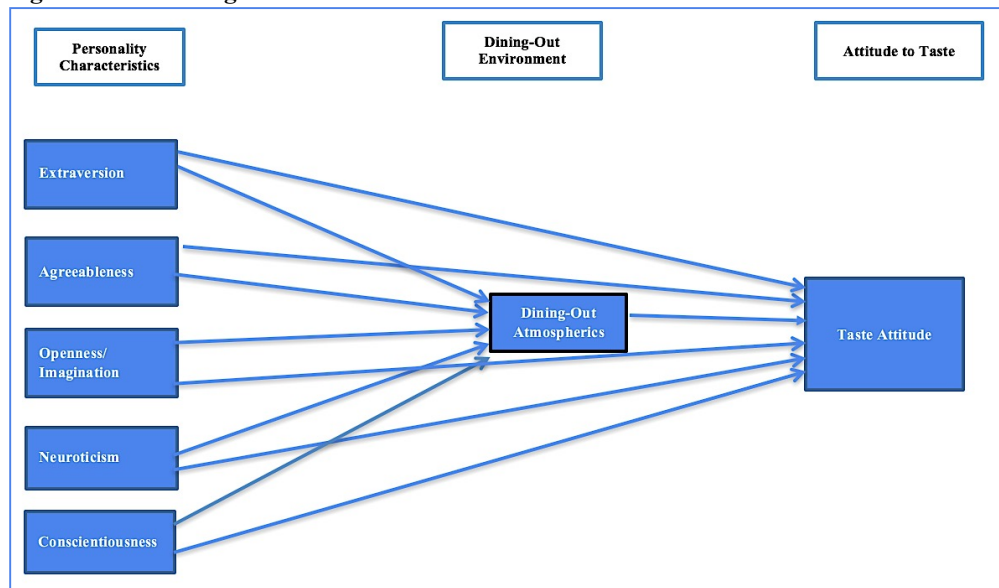 Personality
Characteristics
Dining-Out
Environment
Attitude to Taste
Extraversion
Agreeableness
Openness/
Imagination
Neuroticism
Conscientiousness
Dining-Out
Atmospherics
Taste Attitude